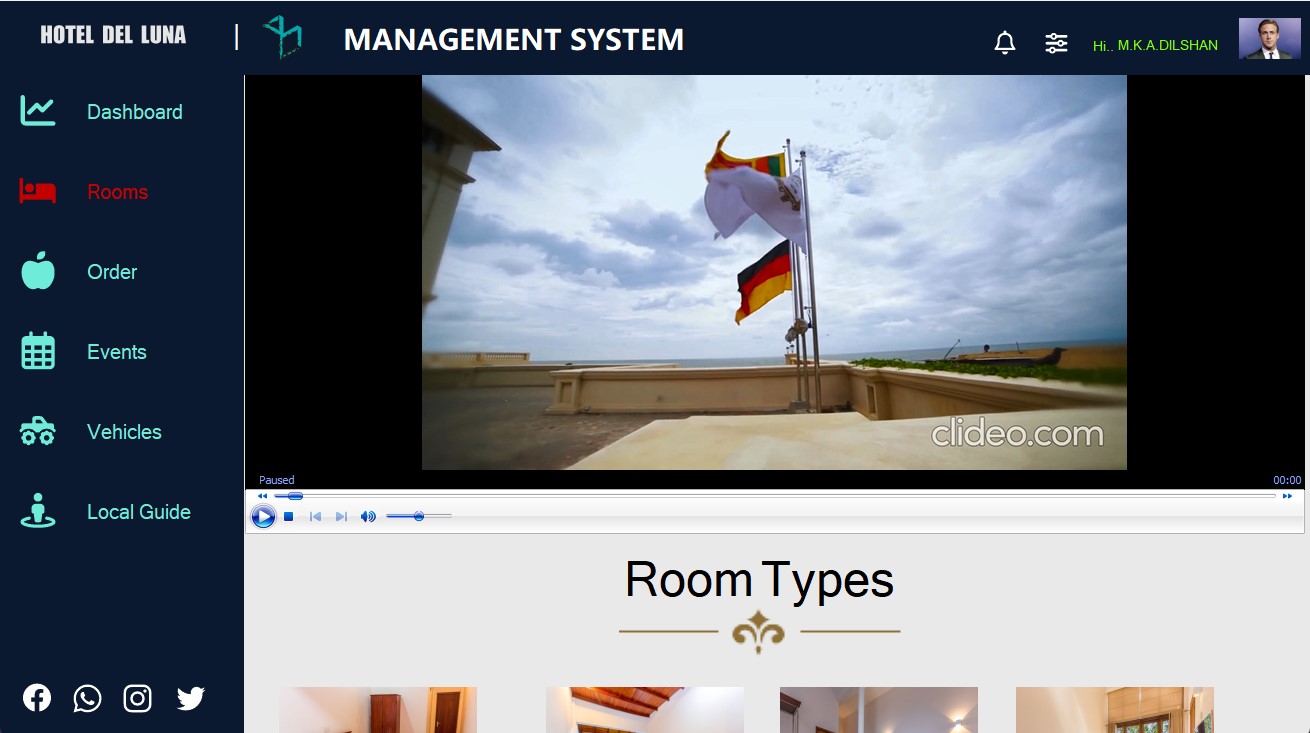 HOTEL DEL LUNA
|
MANAGEMENT SYSTEM
Hi.. M.K.A.DILSHAN
Dashboard
Rooms
Order
Events
Vehicles
Local Guide
clideo.com
Paused
00:00
Room Types